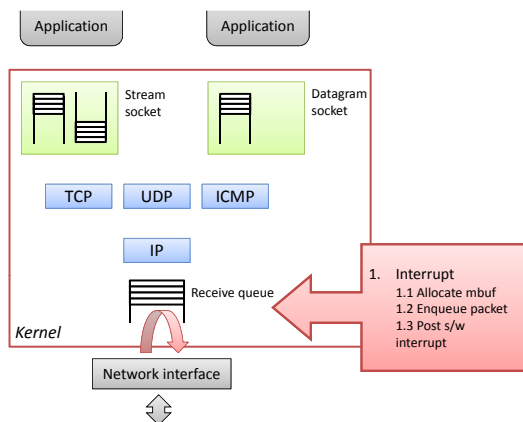 Application
Application
Stream
socket
Datagram
socket
TCP
UDP
ICMP
IP
Receive queue
Kernel
Network interface
1. Interrupt
1.1 Allocate mbuf
1.2 Enqueue packet
1.3 Post s/w
interrupt